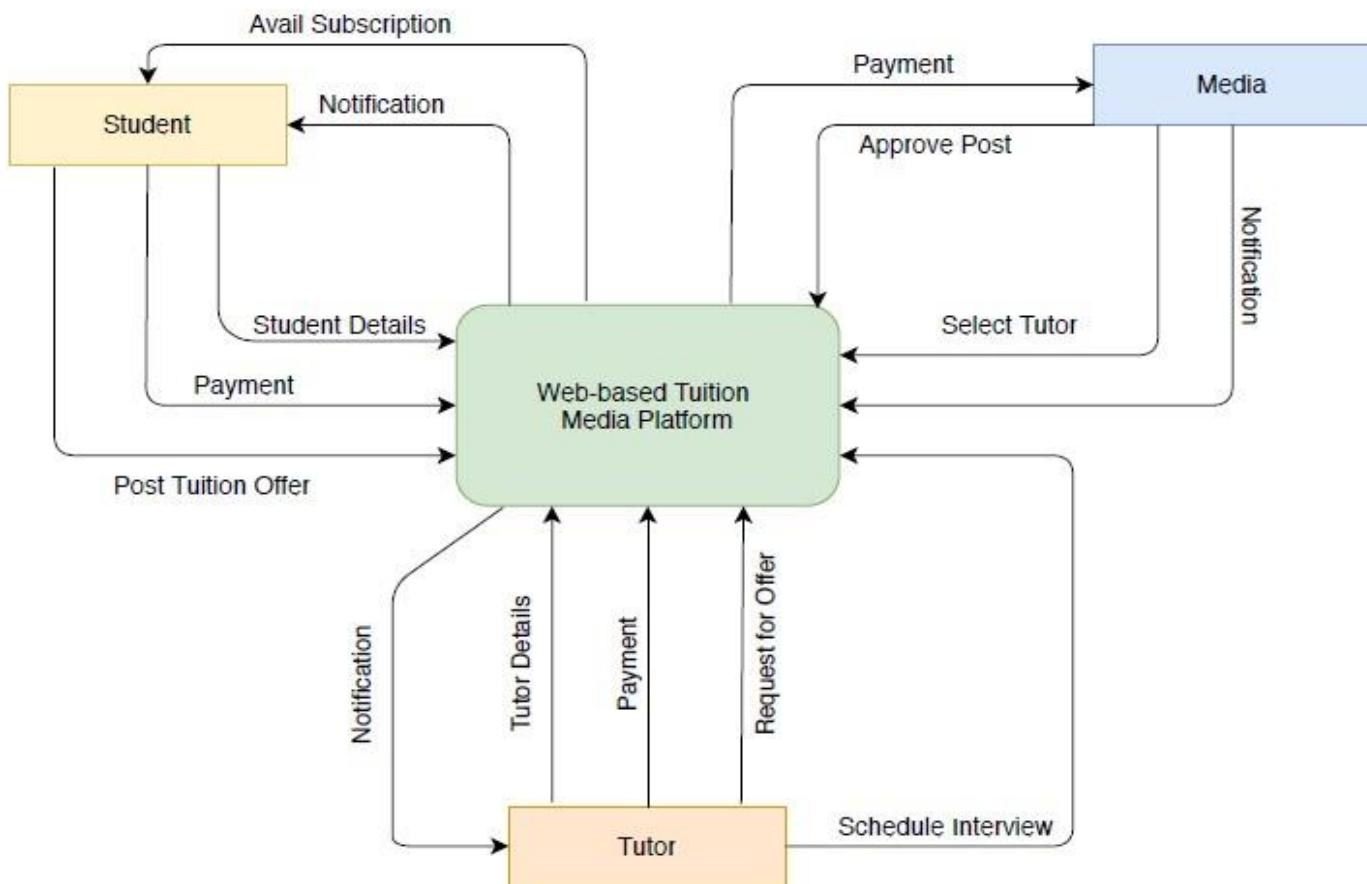 Avail Subscription
Payment
Media
Notification
Student
Approve Post
Notification
Student Details
Select Tutor
Payment
Web-based Tuition
Media Platform
Post Tuition Offer
Notification
Tutor Details
Payment
Request for Offer
Schedule Interview
Tutor